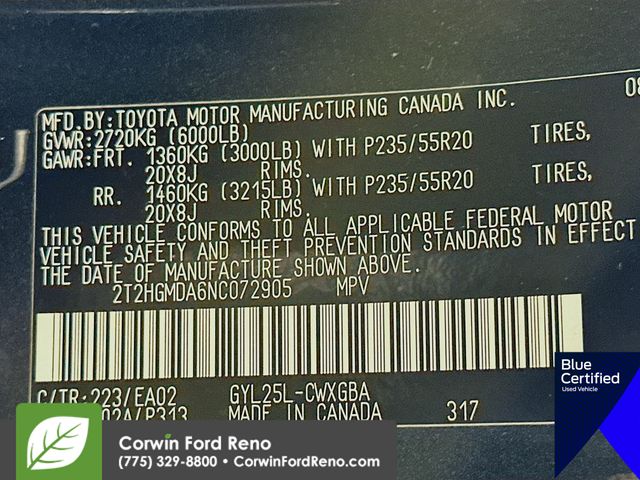 08
MFD.BY:TOYOTA MOTOR MANUFACTURING CANADA INC.
GVWR:2720KG (6000LB)
GAWR:FRT. 1360KG (3000LB) WITH P235/55R20 TIRES,
20X8J RIMS.
RR. 1460KG (3215LB) WITH P235/55R20 TIRES,
20X8J RIMS.
THIS VEHICLE CONFORMS TO ALL APPLICABLE FEDERAL MOTOR
VEHICLE SAFETY AND THEFT PREVENTION STANDARDS IN EFFECT
THE DATE OF MANUFACTURE SHOWN ABOVE.
2T2HGMDA6NC072905 MPV
C/TR:223/EA02 GYL25L-CWXGBA
02A/P313 MADE IN CANADA 317
Blue
Certified
Used Vehicle
Corwin Ford Reno
(775) 329-8800 • CorwinFordReno.com